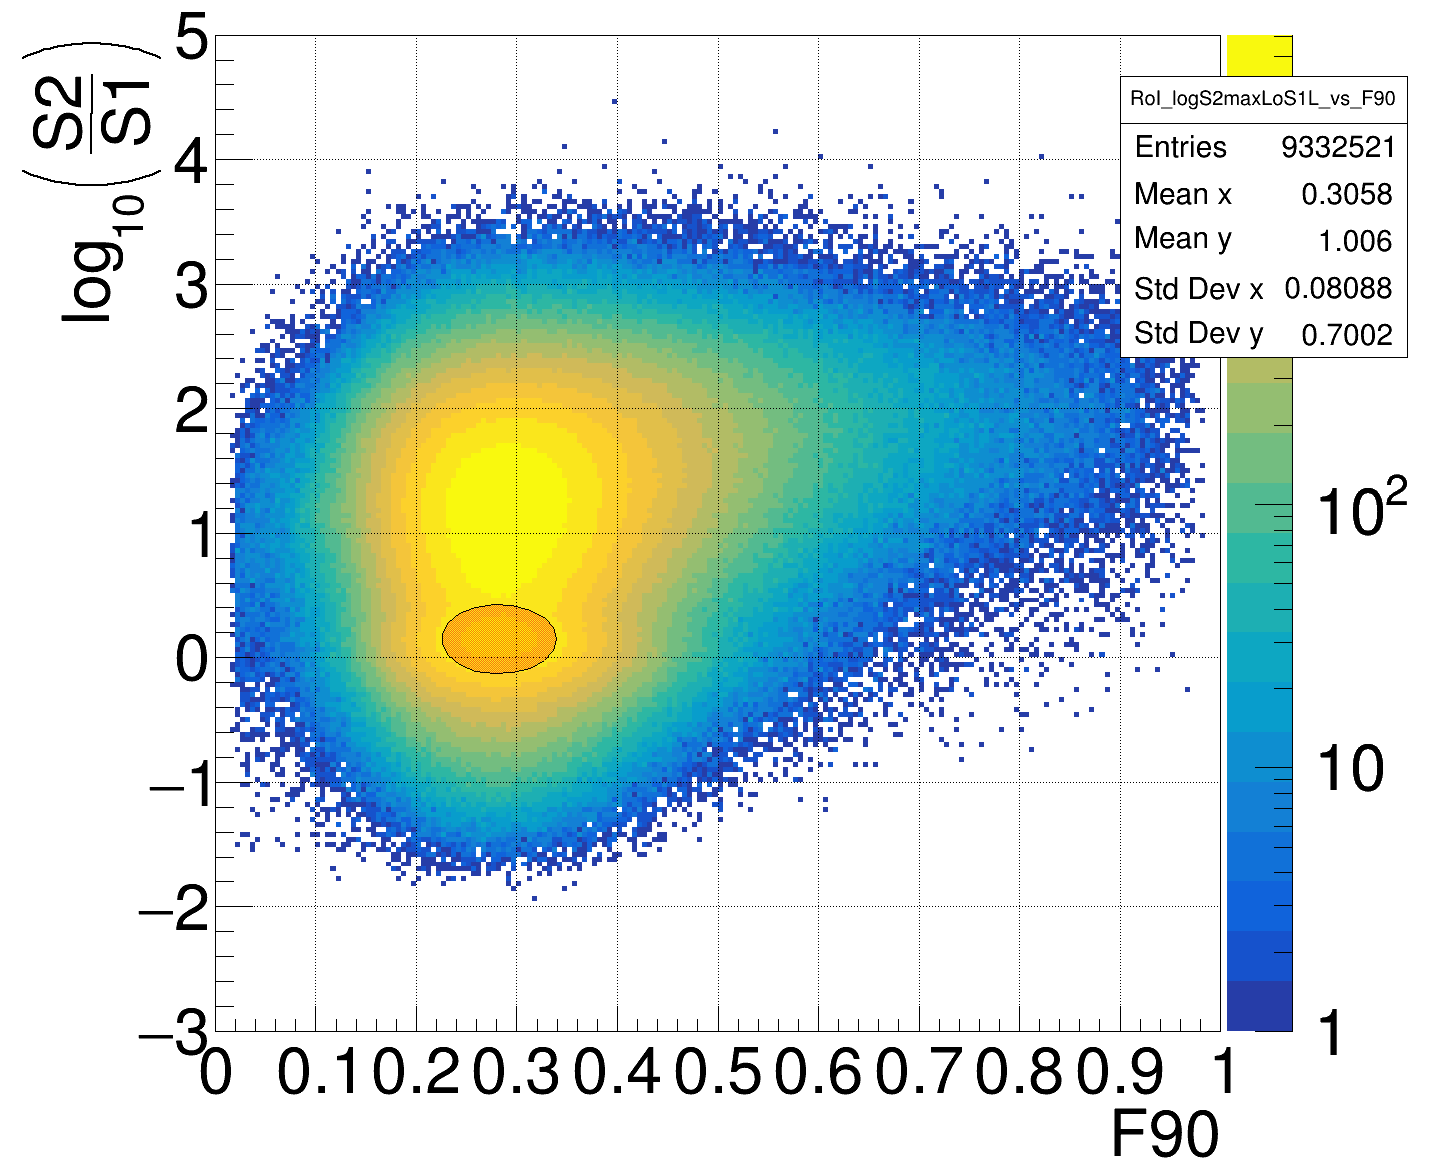 log10 (S2/S1)
5
4
3
2
1
0
−1
−2
−3
0 0.1 0.2 0.3 0.4 0.5 0.6 0.7 0.8 0.9 1
F90
RoI_logS2maxLoS1L_vs_F90
Entries 9332521
Mean x 0.3058
Mean y 1.006
Std Dev x 0.08088
Std Dev y 0.7002
10²
10
1